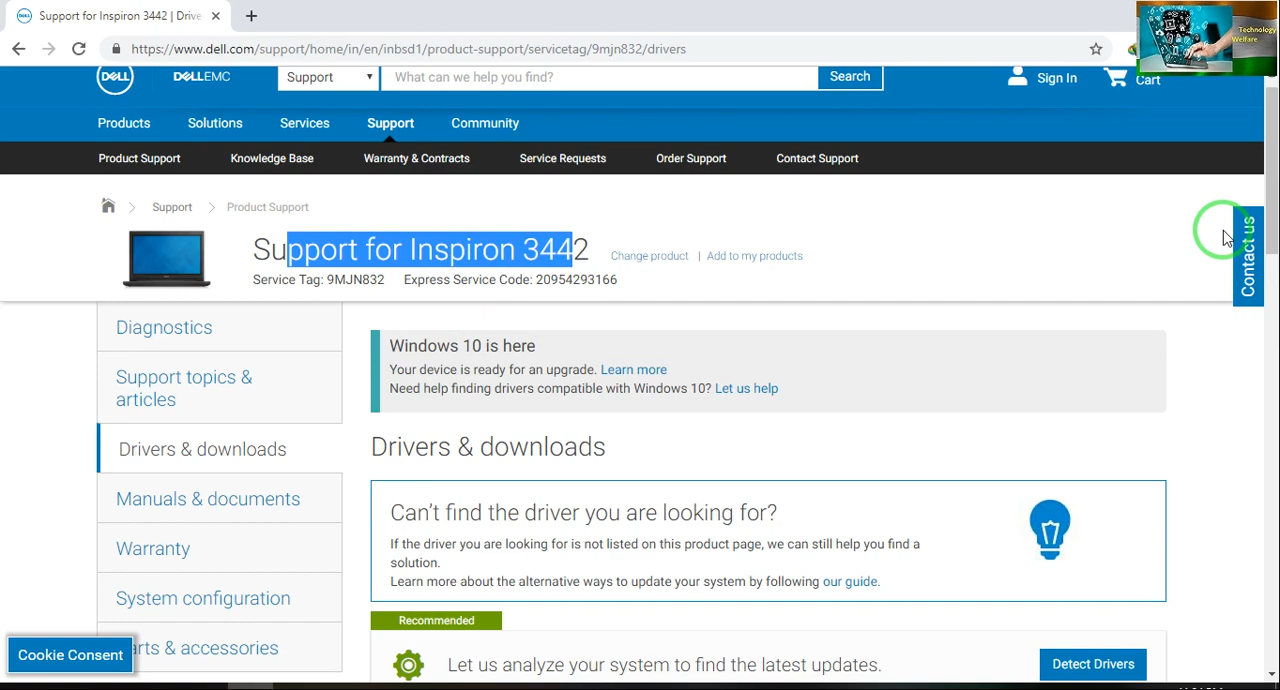 Support for Inspiron 3442 | Drive
https://www.dell.com/support/home/in/en/inbsd1/product-support/servicetag/9mjn832/drivers
Technology
Welfare
DELL
DELLEMC
Support
What can we help you find?
Search
Sign In
Cart
Products
Solutions
Services
Support
Community
Product Support
Knowledge Base
Warranty & Contracts
Service Requests
Order Support
Contact Support
Support
Product Support
Support for Inspiron 3442
Change product | Add to my products
Service Tag: 9MJN832
Express Service Code: 20954293166
Contact us
Diagnostics
Support topics &
articles
Drivers & downloads
Manuals & documents
Warranty
System configuration
arts & accessories
Cookie Consent
Windows 10 is here
Your device is ready for an upgrade. Learn more
Need help finding drivers compatible with Windows 10? Let us help
Drivers & downloads
Can't find the driver you are looking for?
If the driver you are looking for is not listed on this product page, we can still help you find a
solution.
Learn more about the alternative ways to update your system by following our guide.
Recommended
Let us analyze your system to find the latest updates.
Detect Drivers